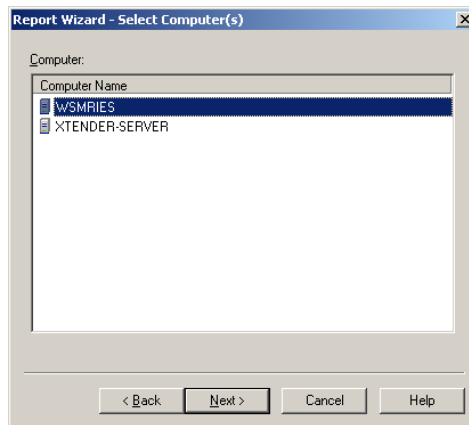 Report Wizard - Select Computer(s)
Computer:
Computer Name
WSMRIES
XTENDER-SERVER
< Back Next > Cancel Help